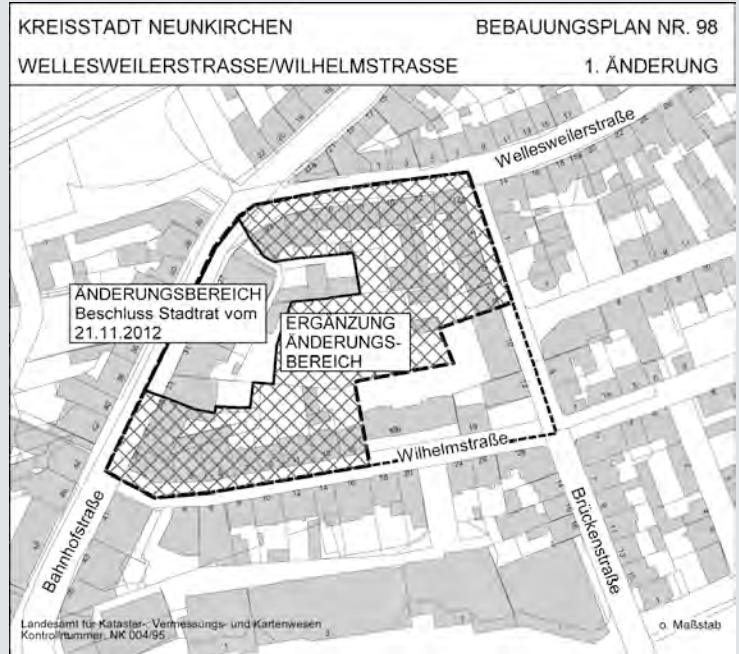 KREISSTADT NEUNKIRCHEN
BEBAUUNGSPLAN NR. 98
WELLESWEILERSTRASSE/WILHELMSTRASSE
1. ÄNDERUNG
Wellesweilerstraße
ÄNDERUNGSBEREICH
Beschluss Stadtrat vom
21.11.2012
ERGÄNZUNG
ÄNDERUNGS-
BEREICH
Wilhelmstraße
Bahnhofstraße
Brückenstraße
Landesamt für Kataster-, Vermessungs- und Kartenwesen
Kontrollnummer, NK 004/95
o. Maßstab